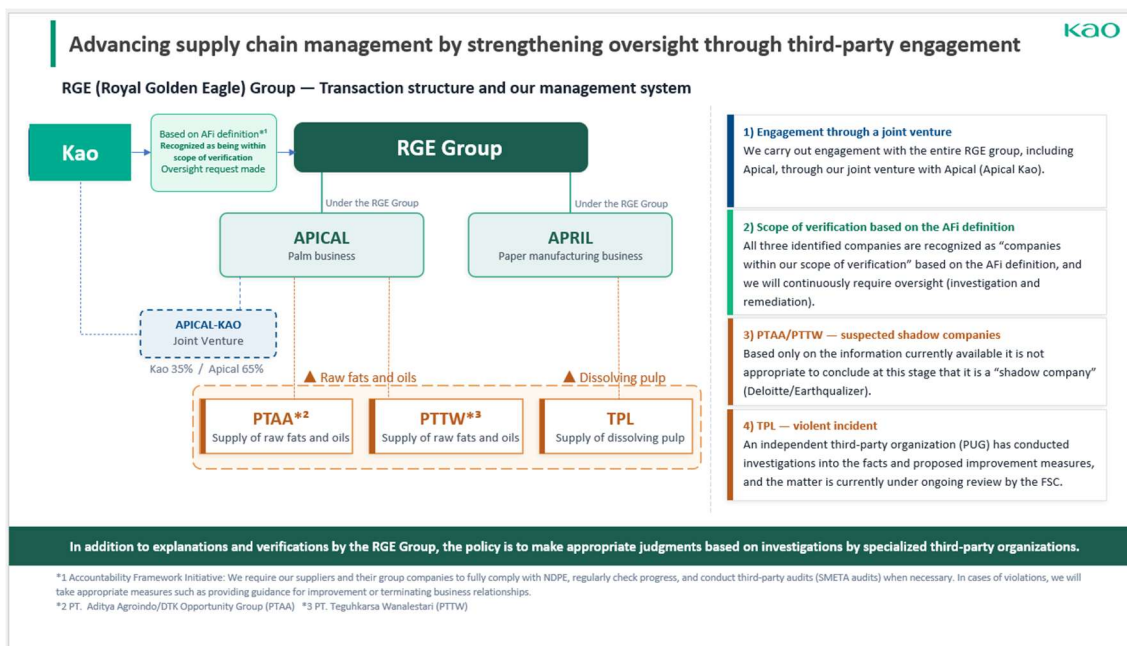 Kao
Advancing supply chain management by strengthening oversight through third-party engagement
RGE (Royal Golden Eagle) Group — Transaction structure and our management system
Kao
Based on AFi definition*¹
Recognized as being within
scope of verification
Oversight request made
RGE Group
Under the RGE Group
Under the RGE Group
APICAL
Palm business
APRIL
Paper manufacturing business
APICAL-KAO
Joint Venture
Kao 35% / Apical 65%
▲ Raw fats and oils
▲ Dissolving pulp
PTAA*²
Supply of raw fats and oils
PTTW*³
Supply of raw fats and oils
TPL
Supply of dissolving pulp
1) Engagement through a joint venture
We carry out engagement with the entire RGE group, including
Apical, through our joint venture with Apical (Apical Kao).
2) Scope of verification based on the AFi definition
All three identified companies are recognized as “companies
within our scope of verification” based on the AFi definition, and
we will continuously require oversight (investigation and
remediation).
3) PTAA/PTTW — suspected shadow companies
Based only on the information currently available it is not
appropriate to conclude at this stage that it is a “shadow company”
(Deloitte/Earthqualizer).
4) TPL — violent incident
An independent third-party organization (PUG) has conducted
investigations into the facts and proposed improvement measures,
and the matter is currently under ongoing review by the FSC.
In addition to explanations and verifications by the RGE Group, the policy is to make appropriate judgments based on investigations by specialized third-party organizations.
*1 Accountability Framework Initiative: We require our suppliers and their group companies to fully comply with NDPE, regularly check progress, and conduct third-party audits (SMETA audits) when necessary. In cases of violations, we will
take appropriate measures such as providing guidance for improvement or terminating business relationships.
*2 PT. Aditya Agroindo/DTK Opportunity Group (PTAA) *3 PT. Teguhkarsa Wanalestari (PTTW)